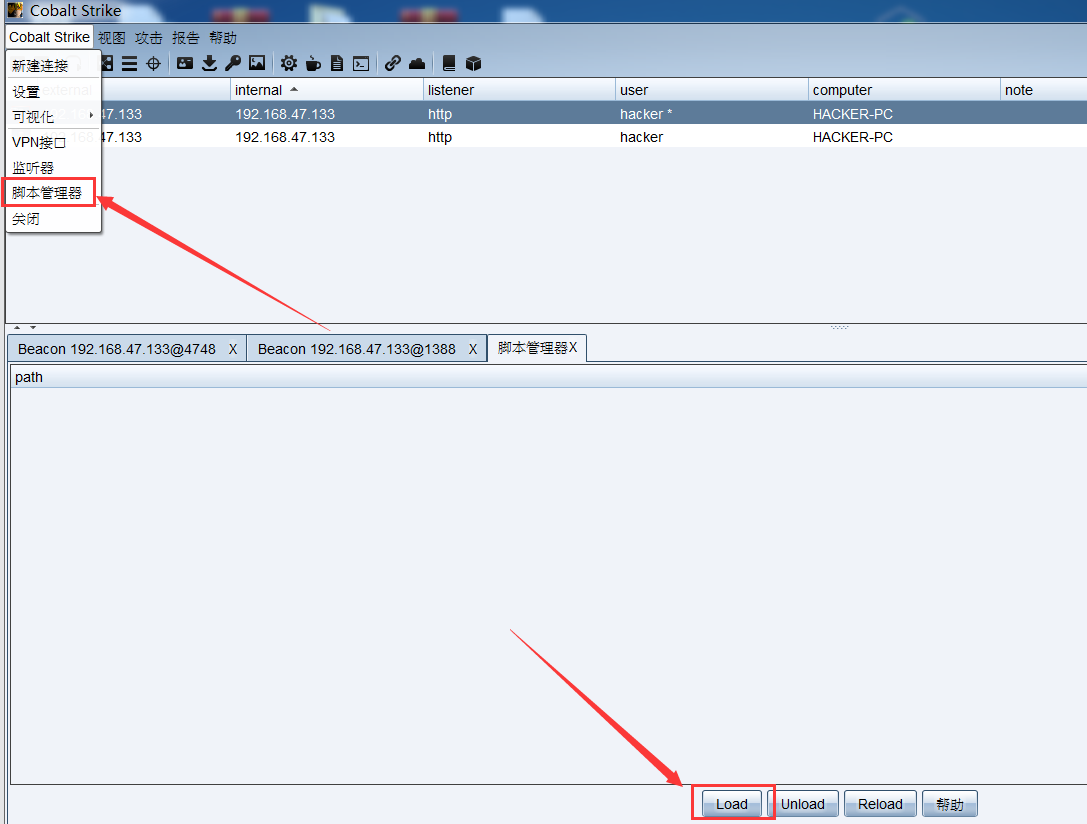 Cobalt Strike
Cobalt Strike 视图 攻击 报告 帮助
新建连接
设置
可视化
VPN接口
监听器
脚本管理器
关闭
external internal listener user computer note
47.133 192.168.47.133 http hacker * HACKER-PC
47.133 192.168.47.133 http hacker HACKER-PC
Beacon 192.168.47.133@4748 X Beacon 192.168.47.133@1388 X 脚本管理器X
path
Load Unload Reload 帮助